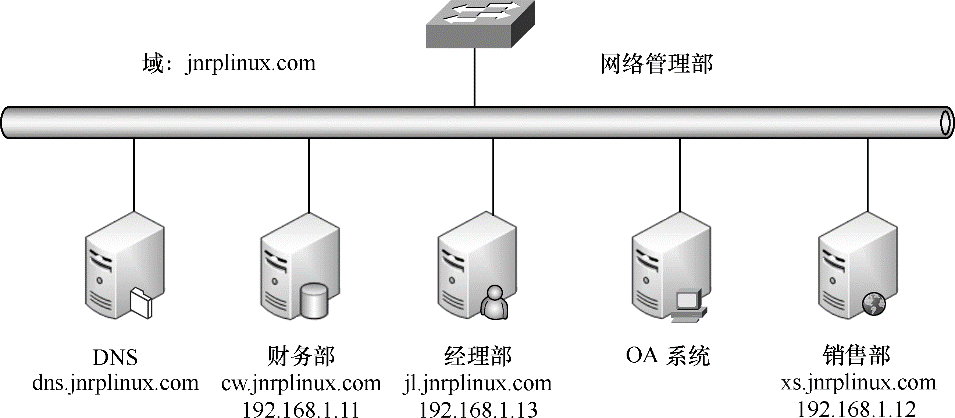 域：jnrplinux.com
网络管理部
DNS
dns.jnrplinux.com
财务部
cw.jnrplinux.com
192.168.1.11
经理部
jl.jnrplinux.com
192.168.1.13
OA 系统
销售部
xs.jnrplinux.com
192.168.1.12